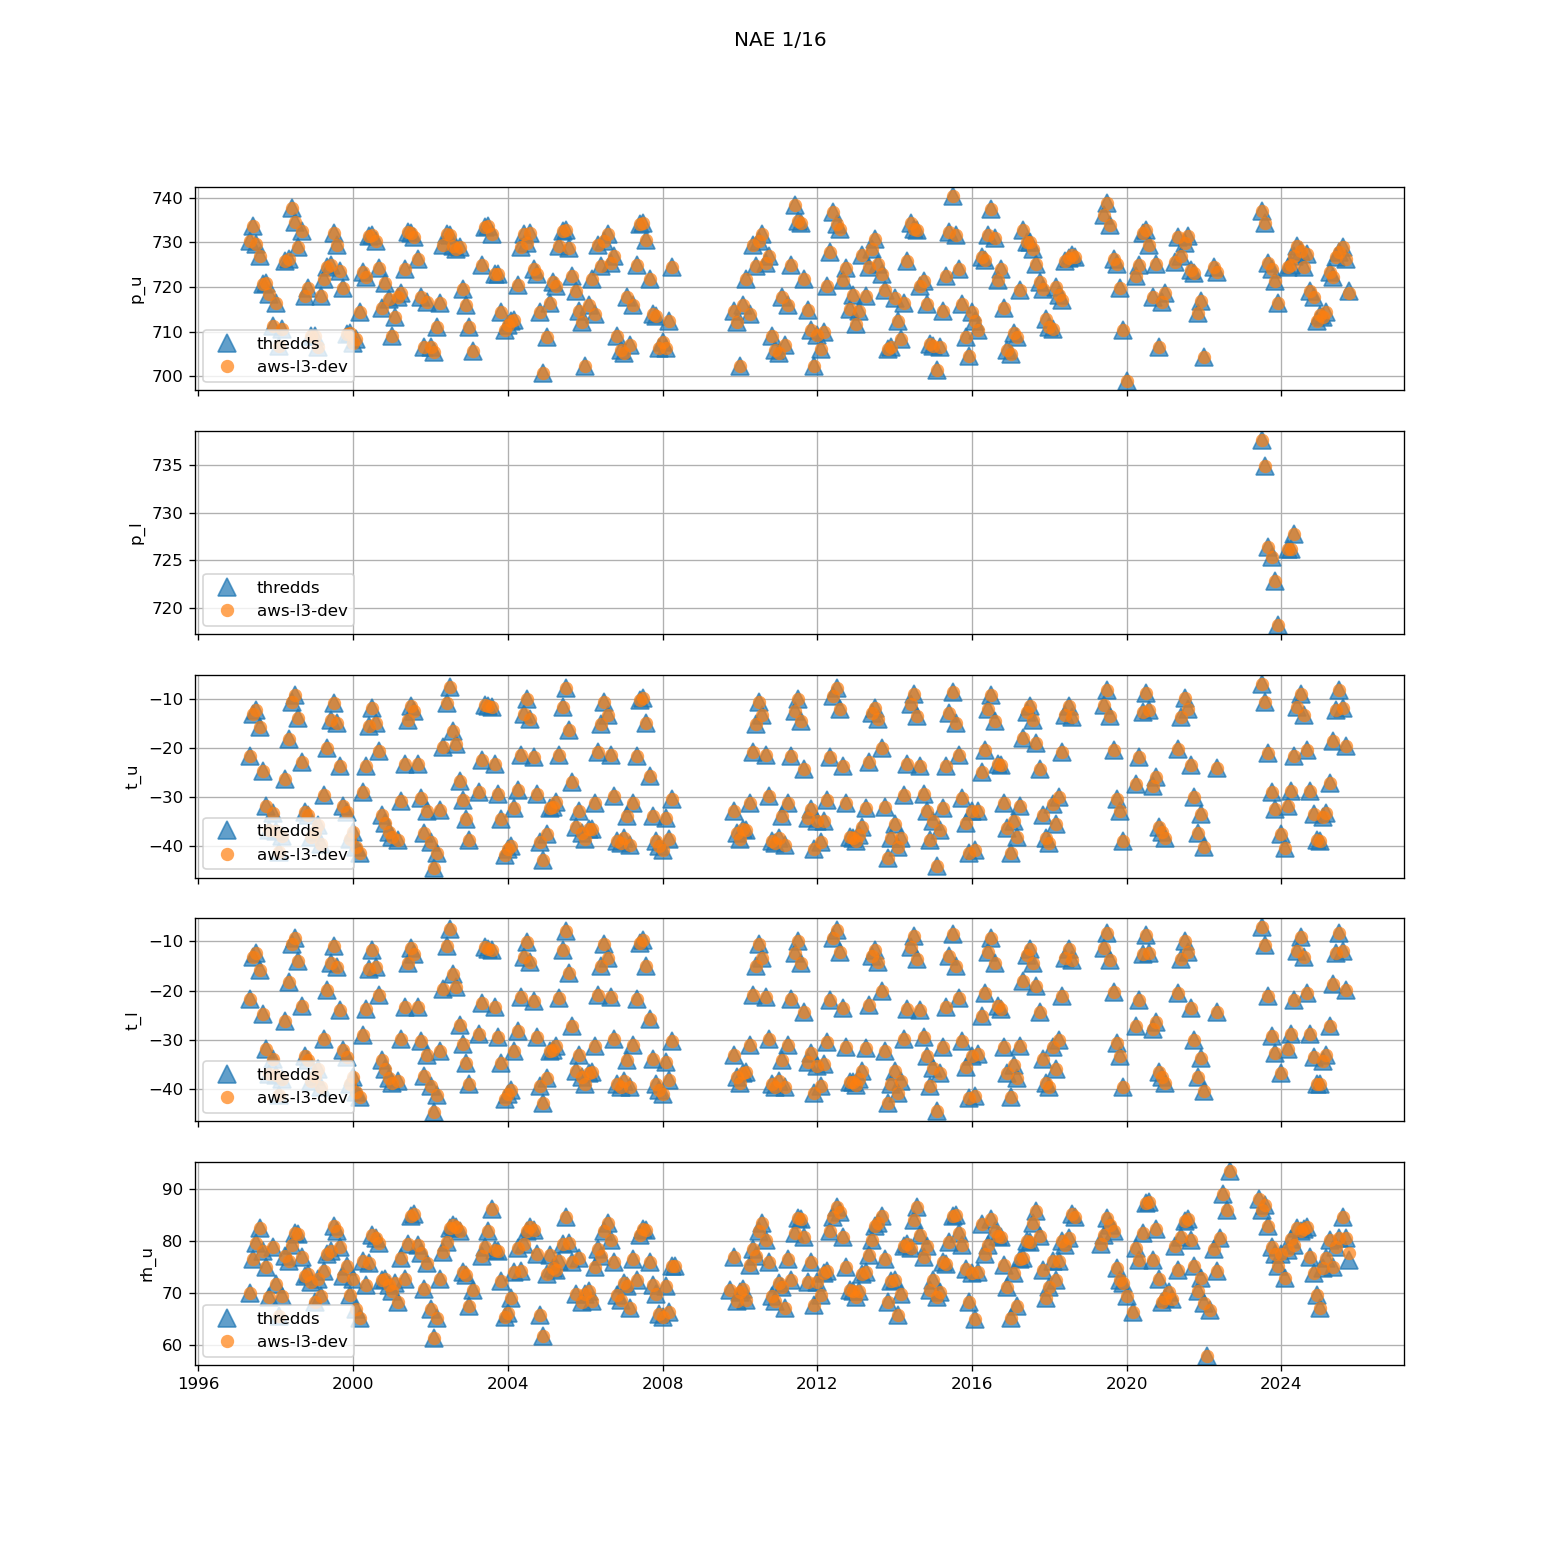 NAE 1/16
740
730
720
710
700
p_u
thredds
aws-l3-dev
735
730
725
720
p_l
thredds
aws-l3-dev
−10
−20
−30
−40
t_u
thredds
aws-l3-dev
−10
−20
−30
−40
t_l
thredds
aws-l3-dev
90
80
70
60
rh_u
thredds
aws-l3-dev
1996 2000 2004 2008 2012 2016 2020 2024